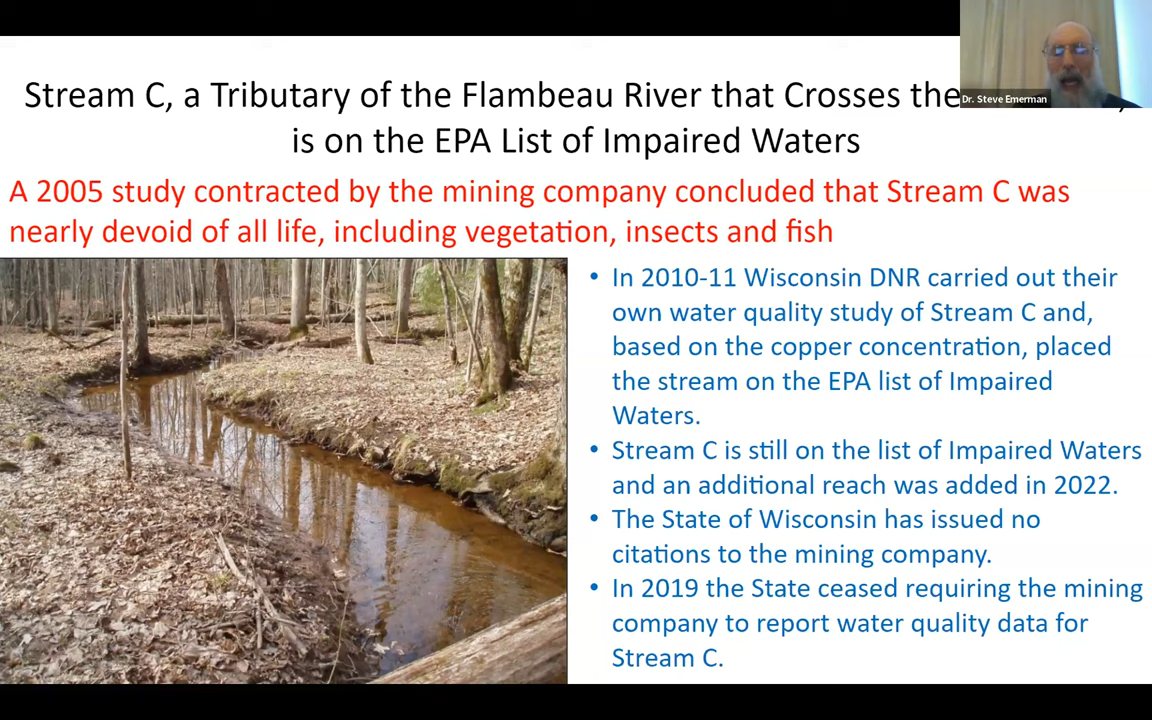 Stream C, a Tributary of the Flambeau River that Crosses the
Dr. Steve Emerman
is on the EPA List of Impaired Waters
A 2005 study contracted by the mining company concluded that Stream C was
nearly devoid of all life, including vegetation, insects and fish
• In 2010-11 Wisconsin DNR carried out their
own water quality study of Stream C and,
based on the copper concentration, placed
the stream on the EPA list of Impaired
Waters.
• Stream C is still on the list of Impaired Waters
and an additional reach was added in 2022.
• The State of Wisconsin has issued no
citations to the mining company.
• In 2019 the State ceased requiring the mining
company to report water quality data for
Stream C.